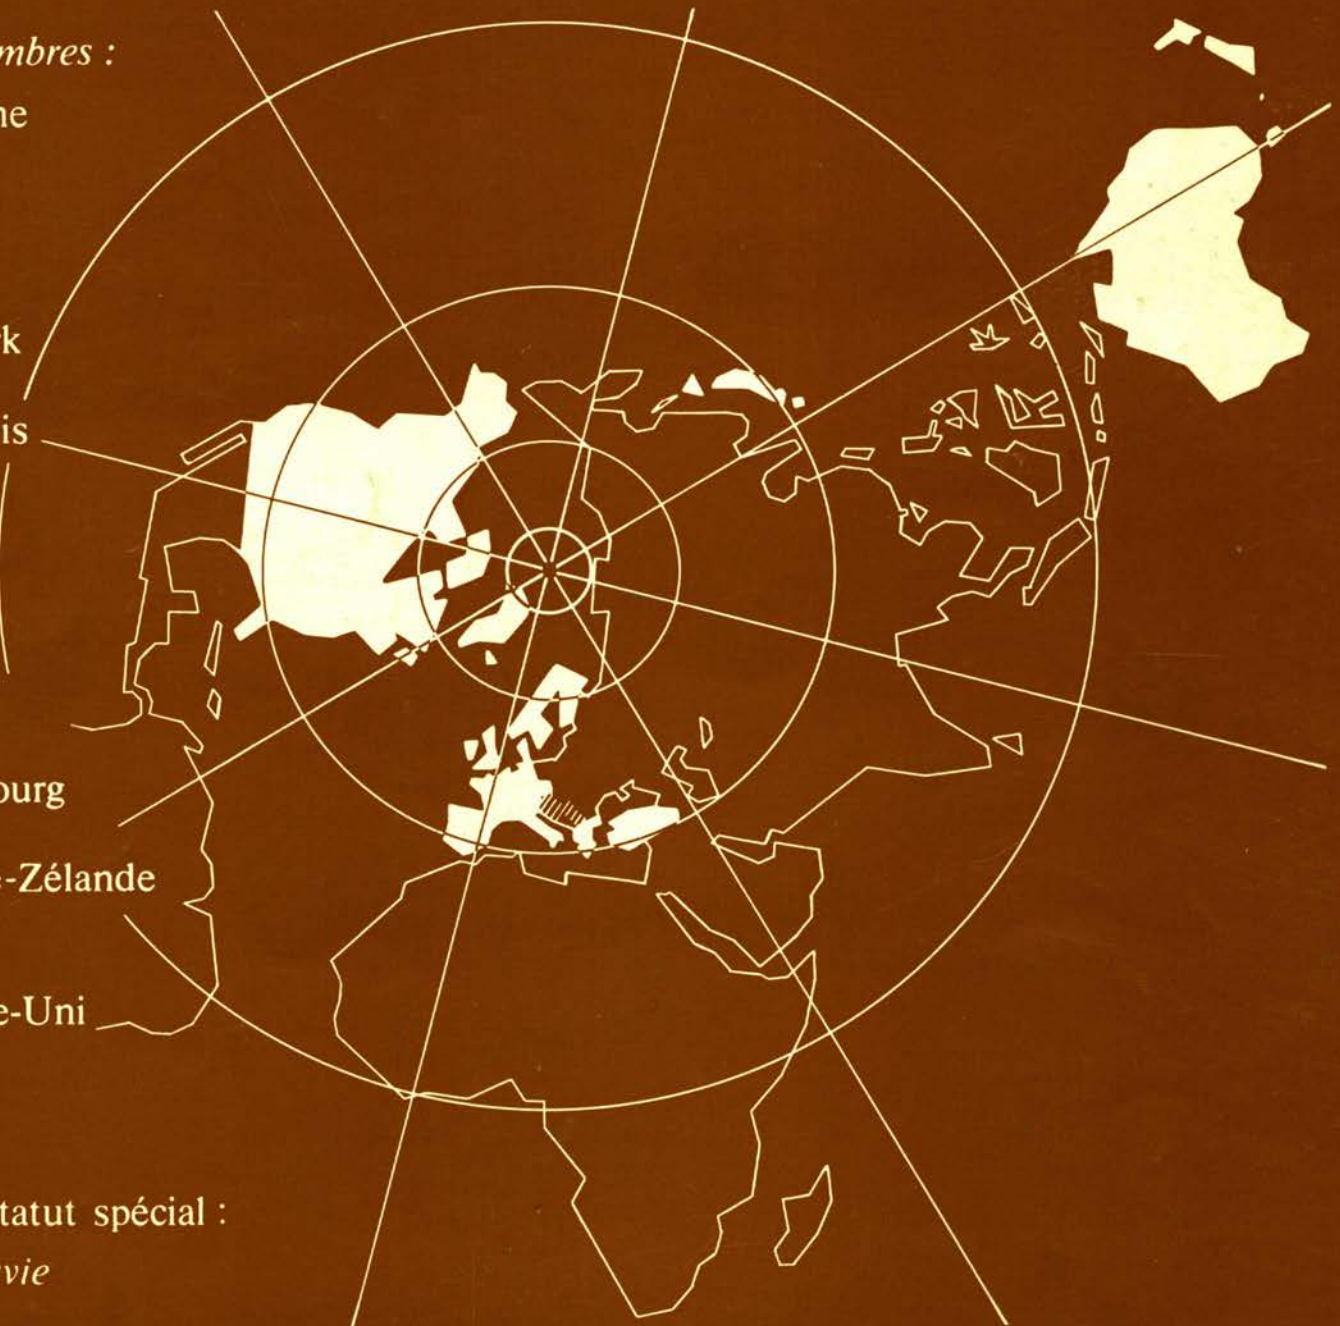 mbres :
ne
k
is
ourg
-Zélande
e-Uni
tatut spécial :
vie